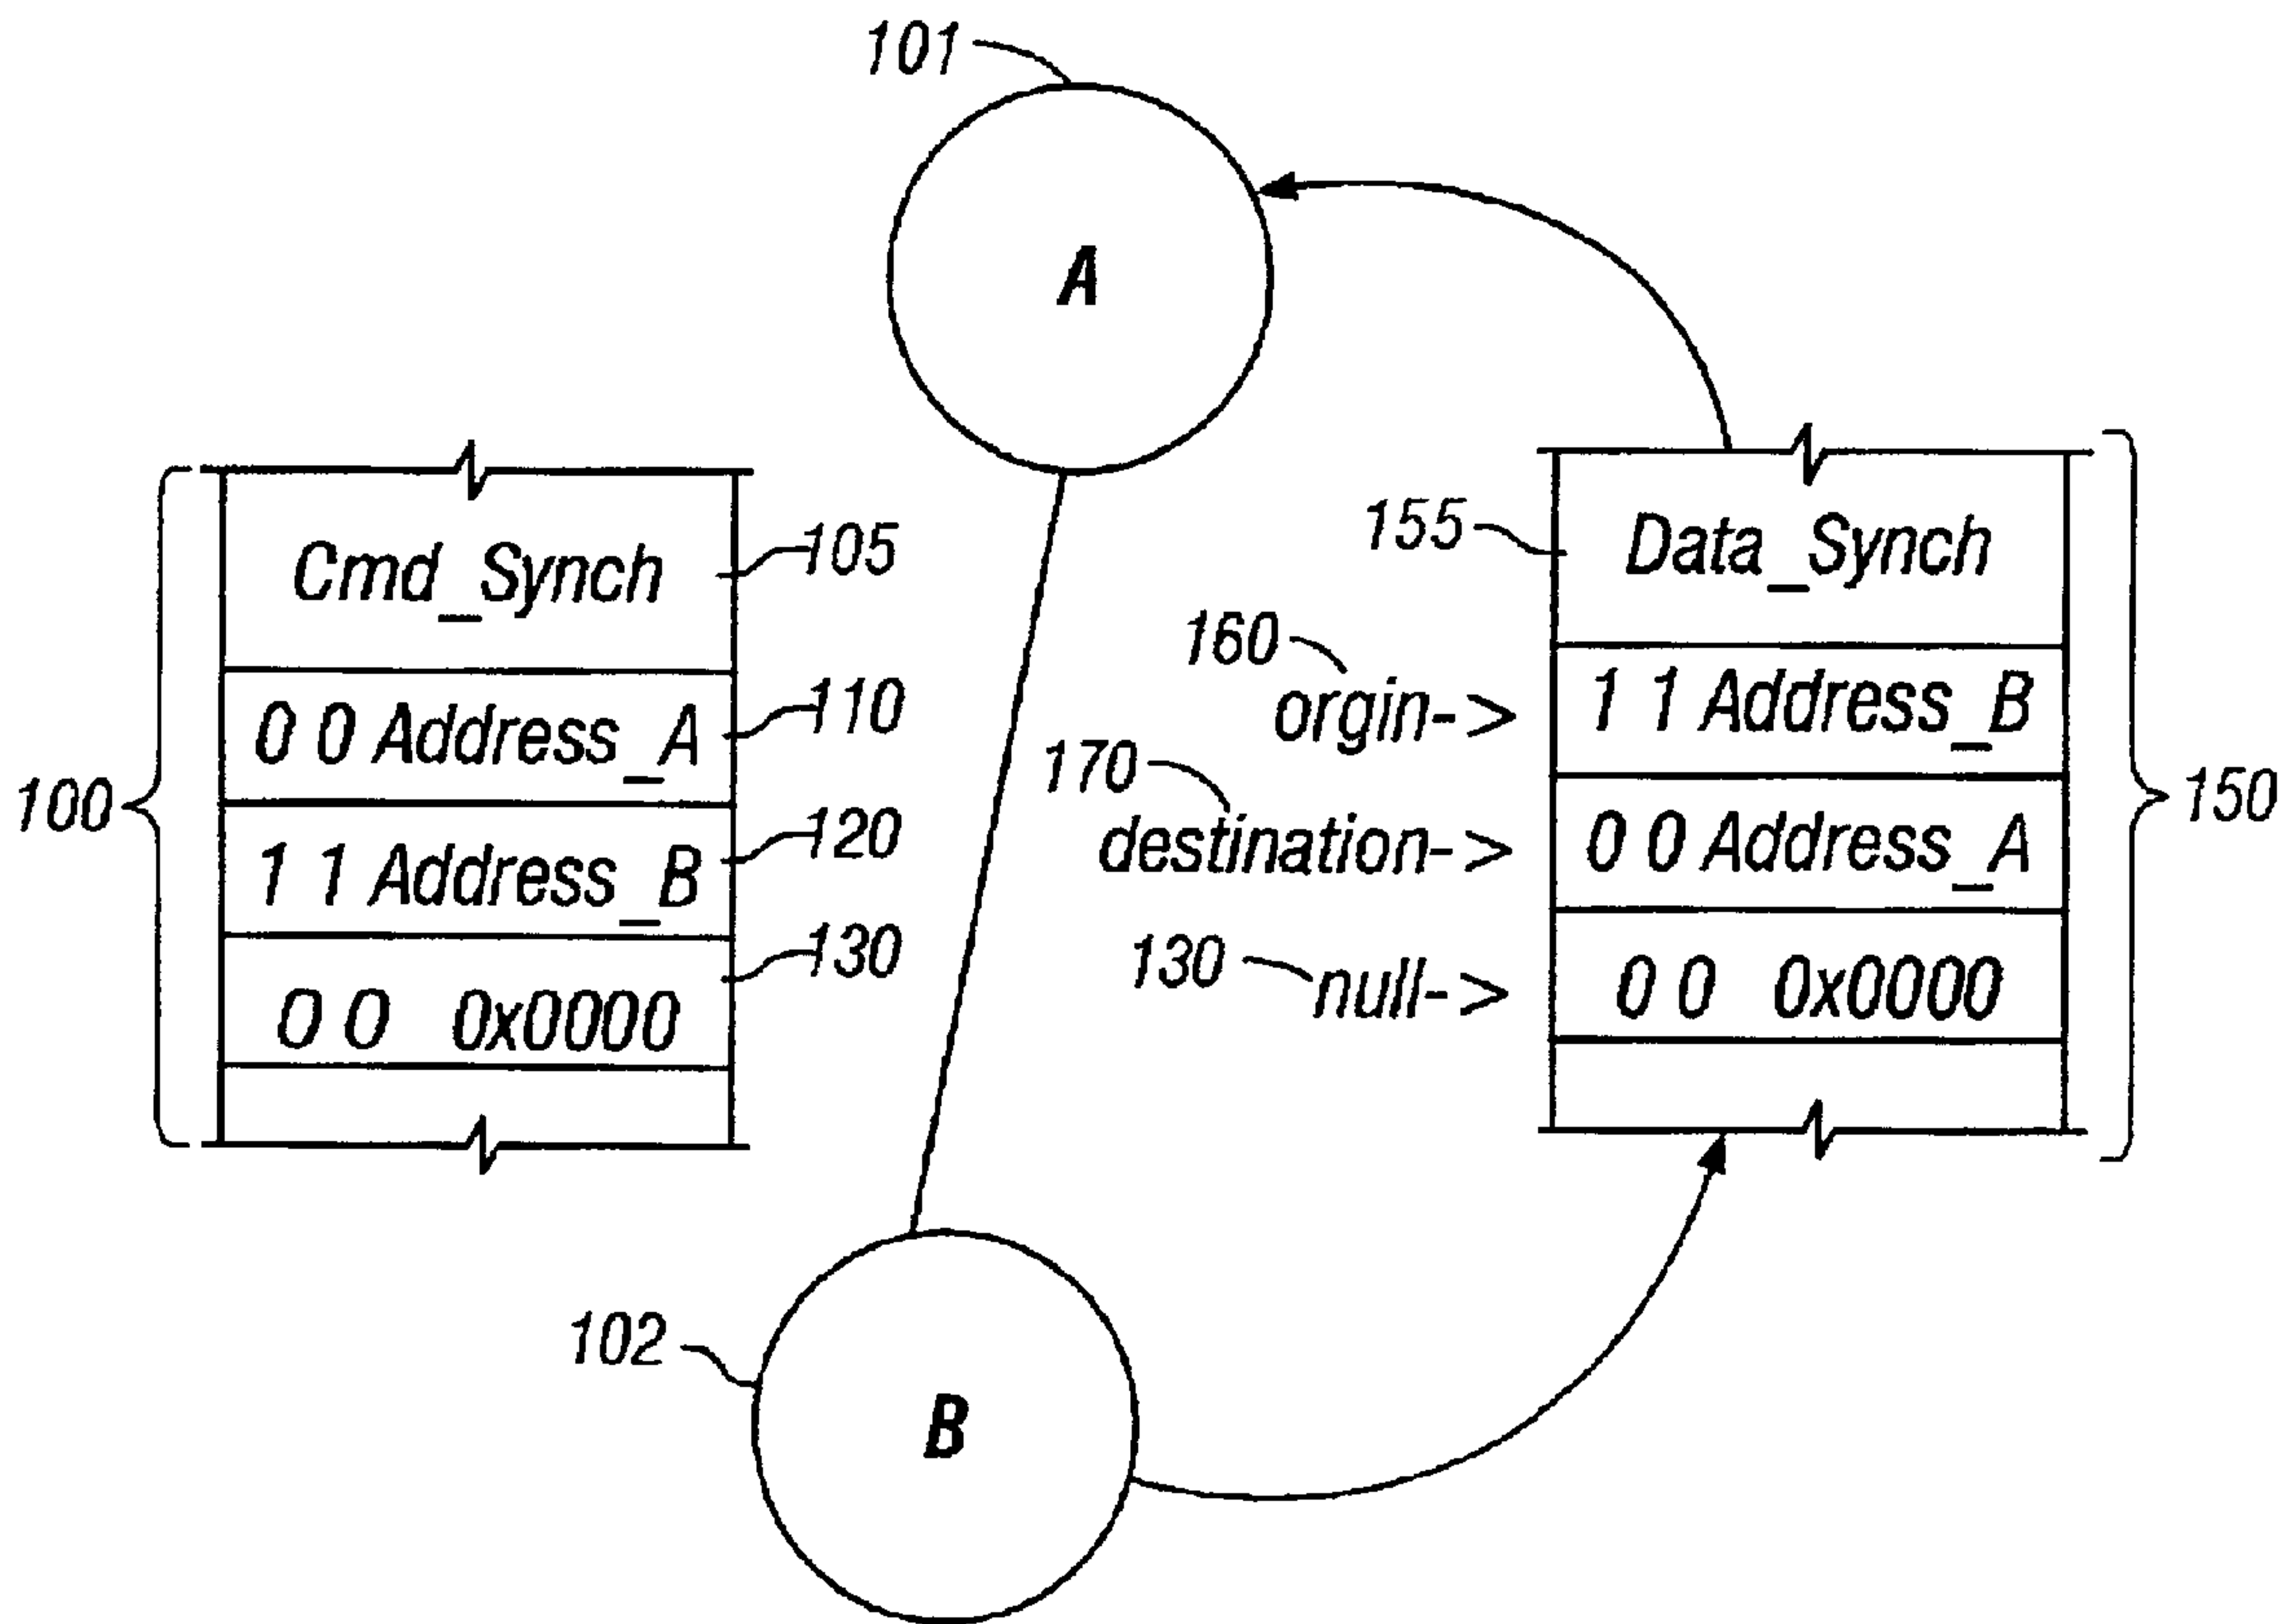 101
A
100
Cmd_Synch
105
0 0 Address_A
110
1 1 Address_B
120
0 0 0x0000
130
155
Data_Synch
160
orgin->
1 1 Address_B
170
destination->
0 0 Address_A
130
null->
0 0 0x0000
150
102
B